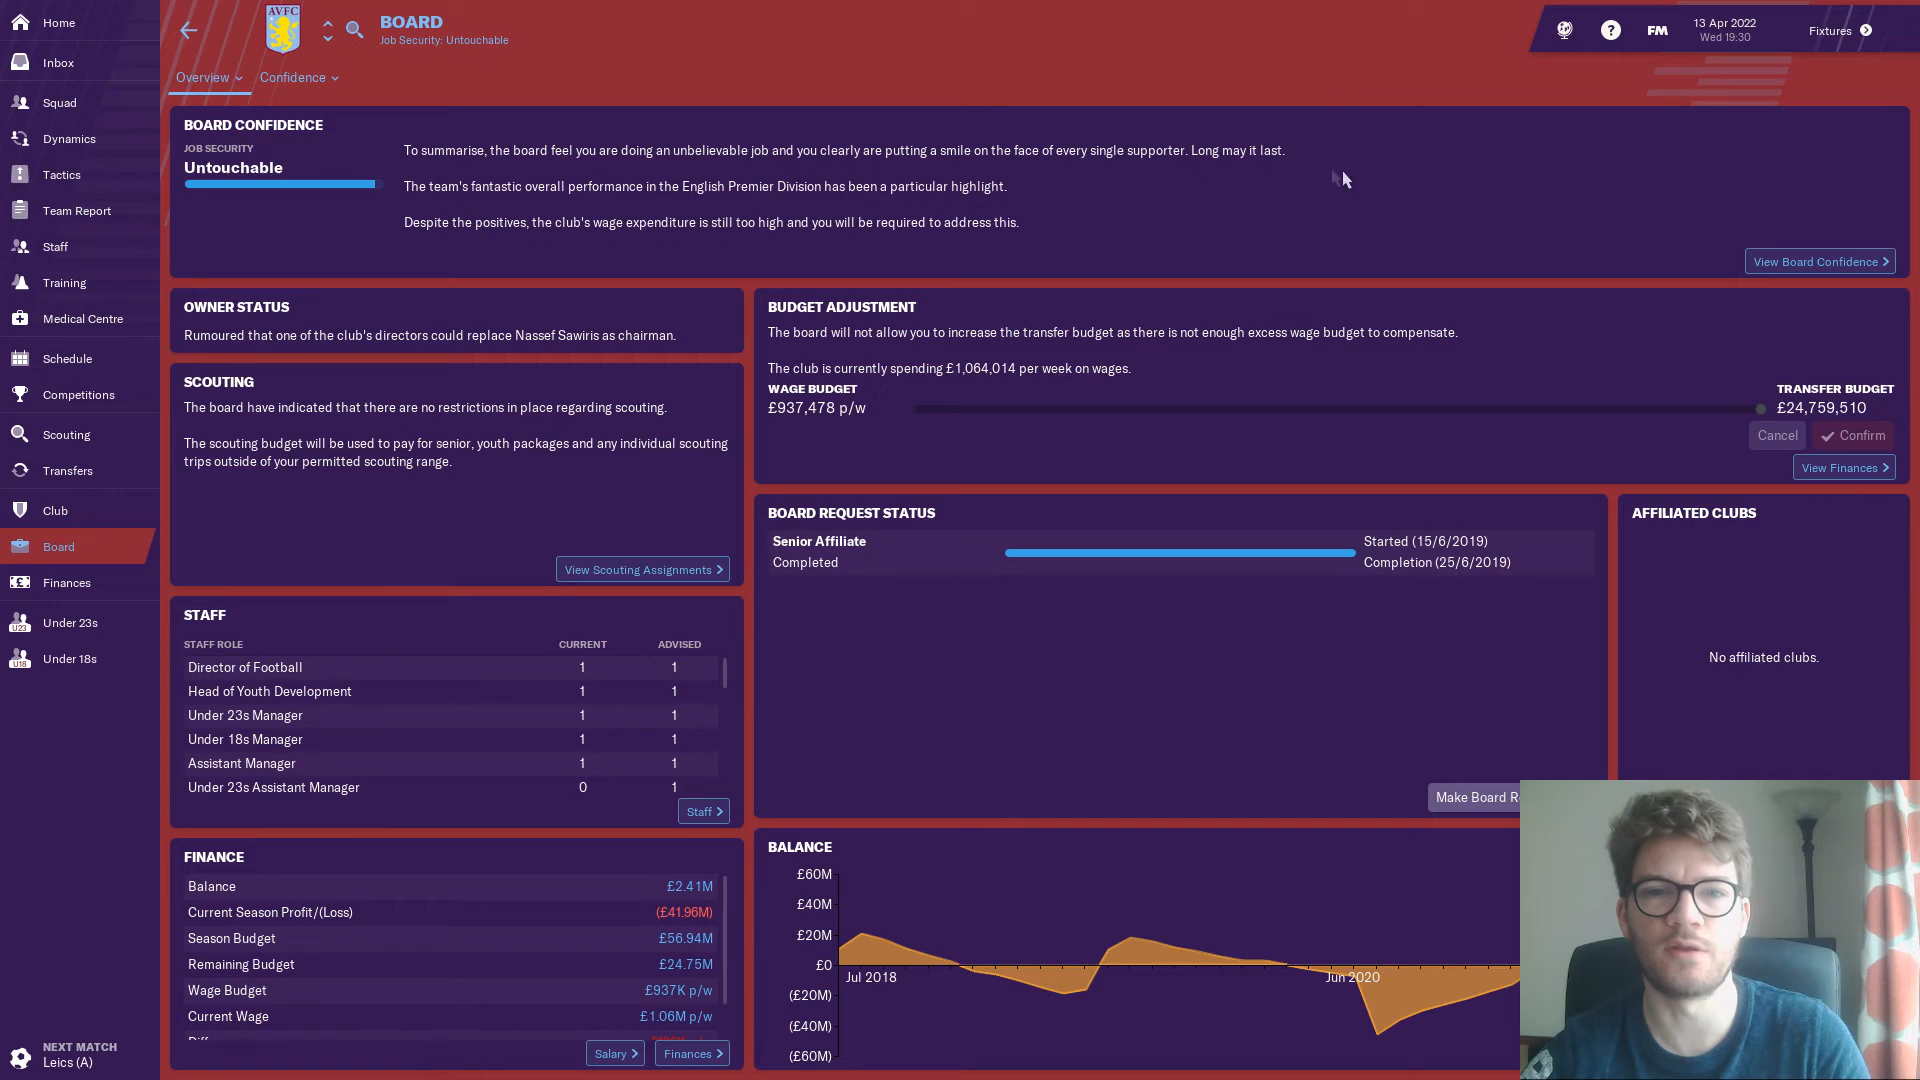 Home
Inbox
Squad
Dynamics
Tactics
Team Report
Staff
Training
Medical Centre
Schedule
Competitions
Scouting
Transfers
Club
Board
Finances
U23
Under 23s
U18
Under 18s
NEXT MATCH
Leics (A)
AVFC
BOARD
Job Security: Untouchable
?
FM
13 Apr 2022
Wed 19:30
Fixtures
Overview
Confidence
BOARD CONFIDENCE
JOB SECURITY
Untouchable
To summarise, the board feel you are doing an unbelievable job and you clearly are putting a smile on the face of every single supporter. Long may it last.
The team's fantastic overall performance in the English Premier Division has been a particular highlight.
Despite the positives, the club's wage expenditure is still too high and you will be required to address this.
View Board Confidence
OWNER STATUS
Rumoured that one of the club's directors could replace Nassef Sawiris as chairman.
SCOUTING
The board have indicated that there are no restrictions in place regarding scouting.
The scouting budget will be used to pay for senior, youth packages and any individual scouting
trips outside of your permitted scouting range.
View Scouting Assignments
STAFF
STAFF ROLE CURRENT ADVISED
Director of Football 1 1
Head of Youth Development 1 1
Under 23s Manager 1 1
Under 18s Manager 1 1
Assistant Manager 1 1
Under 23s Assistant Manager 0 1
Staff
FINANCE
Balance £2.41M
Current Season Profit/(Loss) (£41.96M)
Season Budget £56.94M
Remaining Budget £24.75M
Wage Budget £937K p/w
Current Wage £1.06M p/w
Salary
Finances
BUDGET ADJUSTMENT
The board will not allow you to increase the transfer budget as there is not enough excess wage budget to compensate.
The club is currently spending £1,064,014 per week on wages.
WAGE BUDGET
£937,478 p/w
TRANSFER BUDGET
£24,759,510
Cancel
Confirm
View Finances
BOARD REQUEST STATUS
Senior Affiliate Started (15/6/2019)
Completed Completion (25/6/2019)
Make Board
AFFILIATED CLUBS
No affiliated clubs.
BALANCE
£60M
£40M
£20M
£0
(£20M)
(£40M)
(£60M)
Jul 2018
Jun 2020